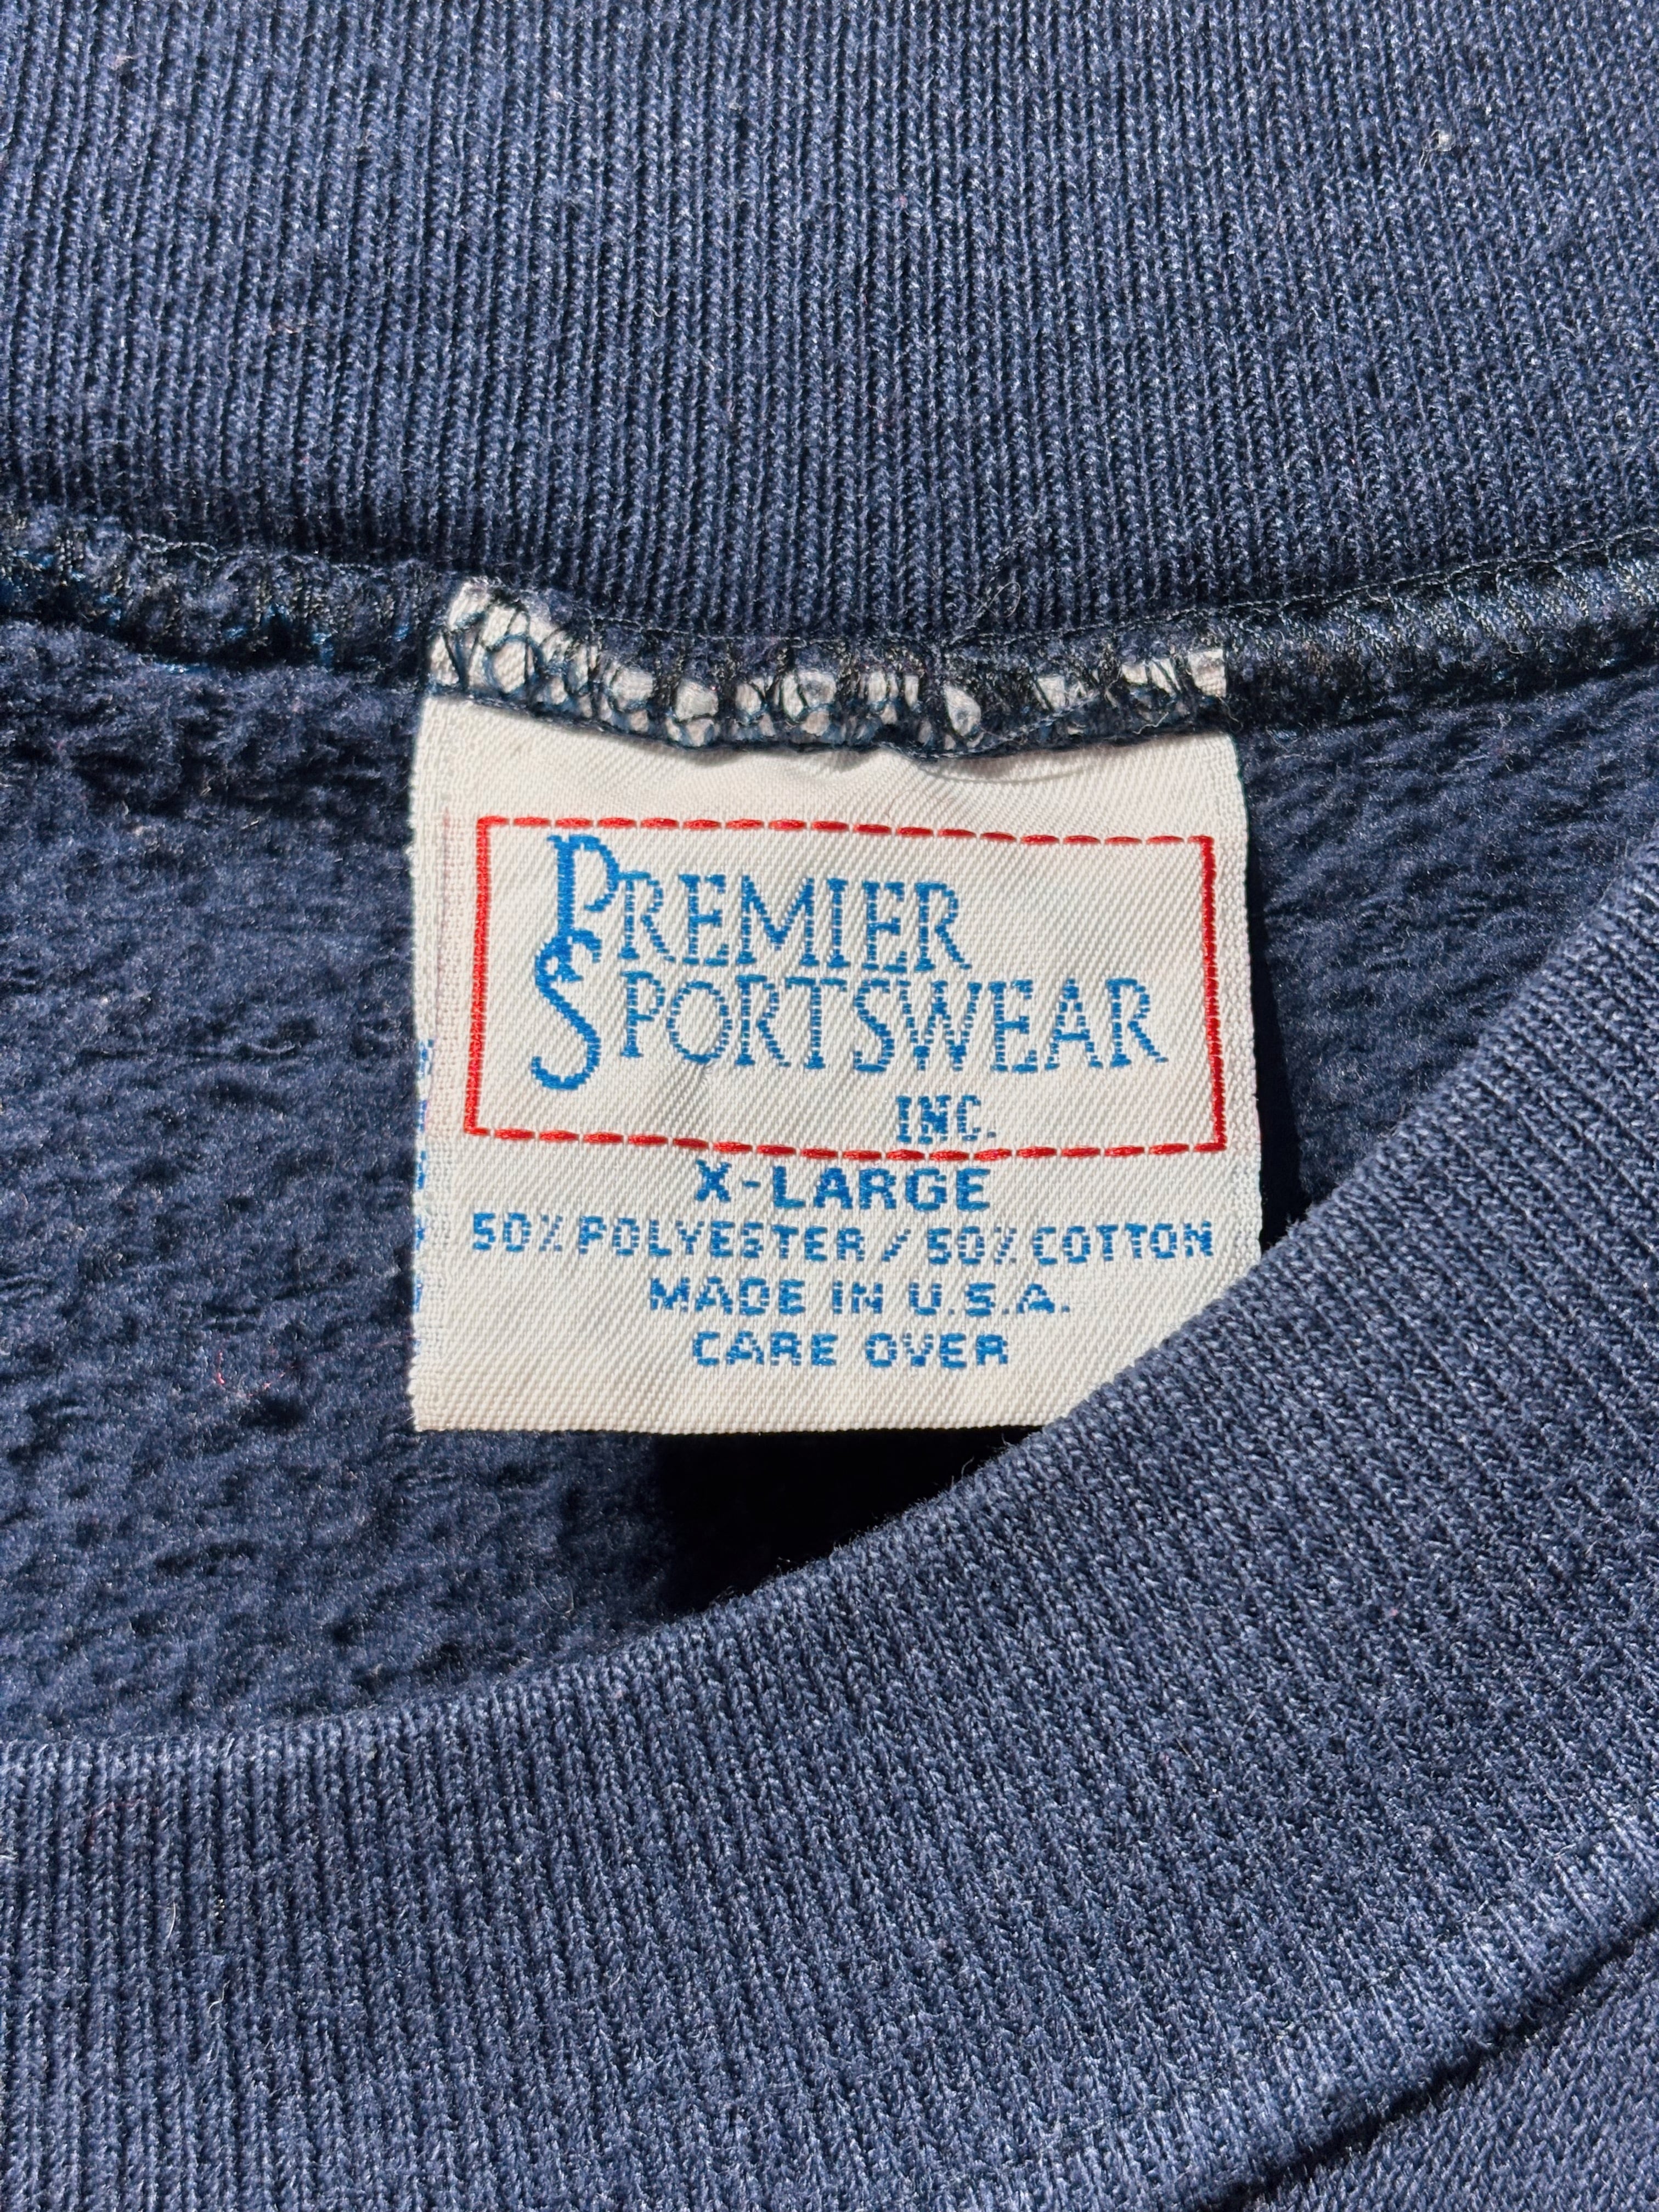 PREMIER
SPORTSWEAR
INC.
X-LARGE
50% POLYESTER / 50% COTTON
MADE IN U.S.A.
CARE OVER